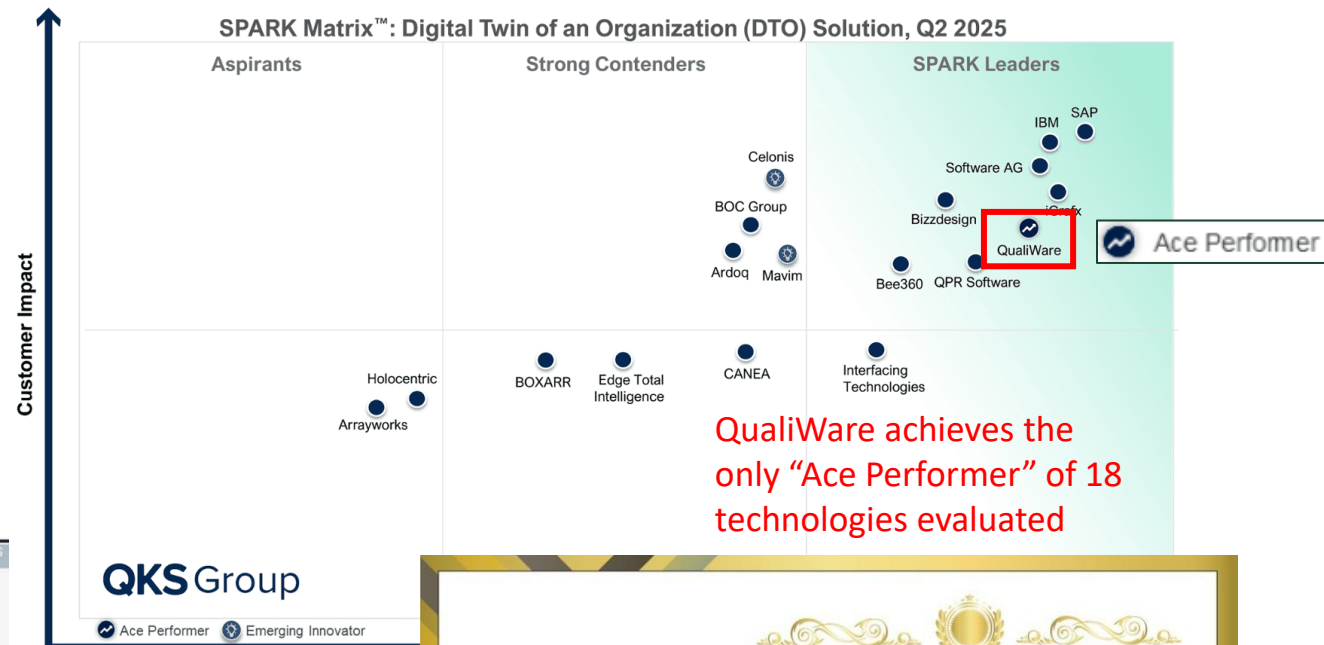 SPARK Matrix™: Digital Twin of an Organization (DTO) Solution, Q2 2025
Aspirants
Strong Contenders
SPARK Leaders
Customer Impact
SAP
IBM
Celonis
Software AG
BOC Group
Bizzdesign
iGrafx
QualiWare
Ace Performer
Ardoq
Mavim
Bee360
QPR Software
Holocentric
Arrayworks
BOXARR
Edge Total
Intelligence
CANEA
Interfacing
Technologies
QualiWare achieves the
only “Ace Performer” of 18
technologies evaluated
QKS Group
Ace Performer
Emerging Innovator